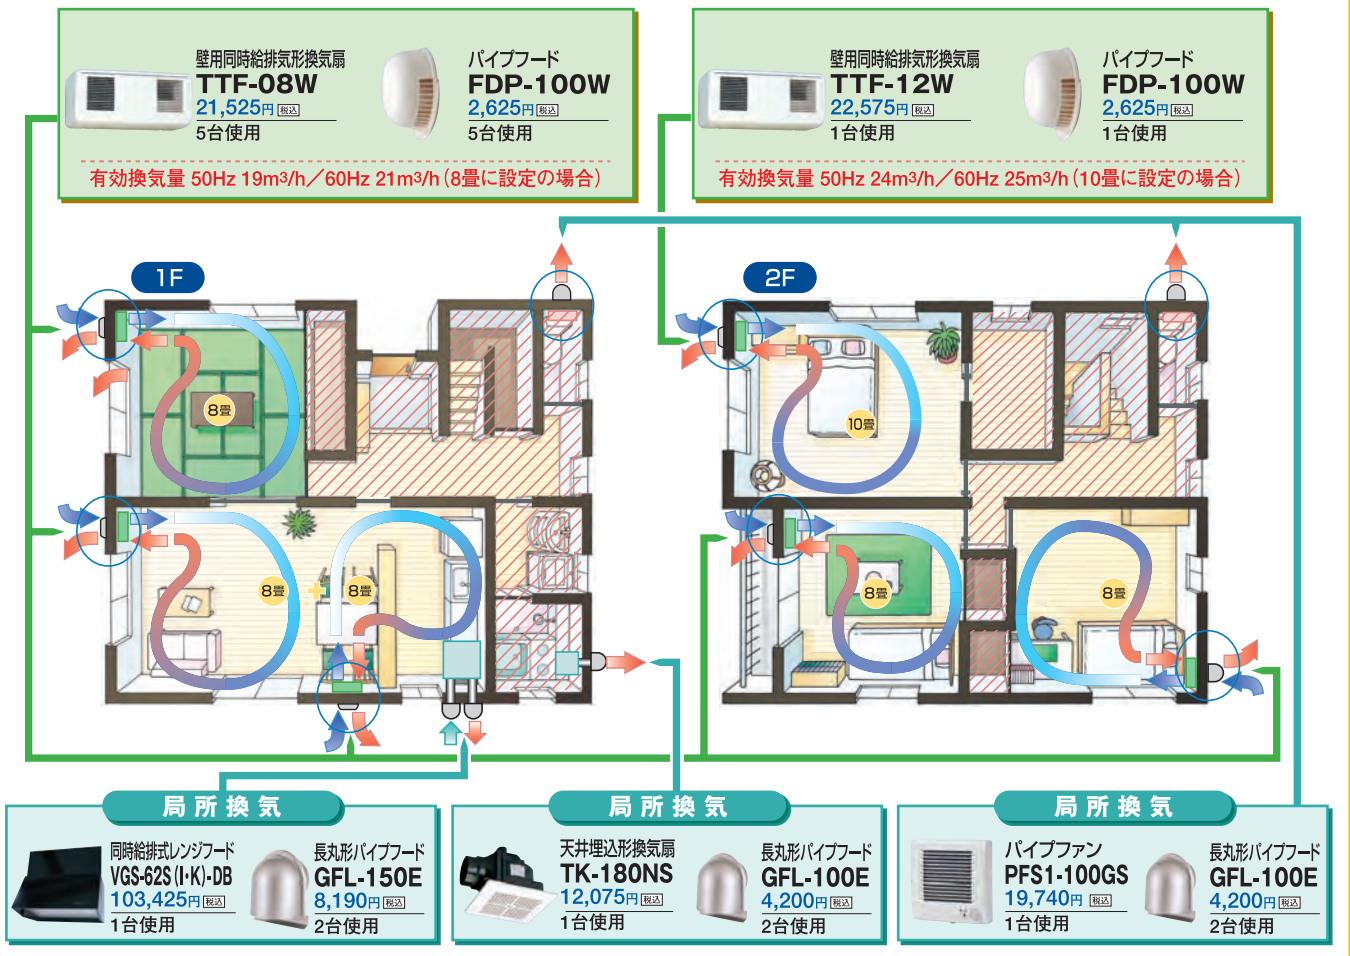 壁用同時給排気形換気扇
TTF-08W
21,525円 税込
5台使用
パイプフード
FDP-100W
2,625円 税込
5台使用
有効換気量 50Hz 19m³/h／60Hz 21m³/h（8畳に設定の場合）
壁用同時給排気形換気扇
TTF-12W
22,575円 税込
1台使用
パイプフード
FDP-100W
2,625円 税込
1台使用
有効換気量 50Hz 24m³/h／60Hz 25m³/h（10畳に設定の場合）
1F
8畳
8畳
+
8畳
2F
10畳
8畳
8畳
局所換気
同時給排式レンジフード
VGS-62S(I・K)-DB
103,425円 税込
1台使用
長丸形パイプフード
GFL-150E
8,190円 税込
2台使用
局所換気
天井埋込形換気扇
TK-180NS
12,075円 税込
1台使用
長丸形パイプフード
GFL-100E
4,200円 税込
2台使用
局所換気
パイプファン
PFS1-100GS
19,740円 税込
1台使用
長丸形パイプフード
GFL-100E
4,200円 税込
2台使用